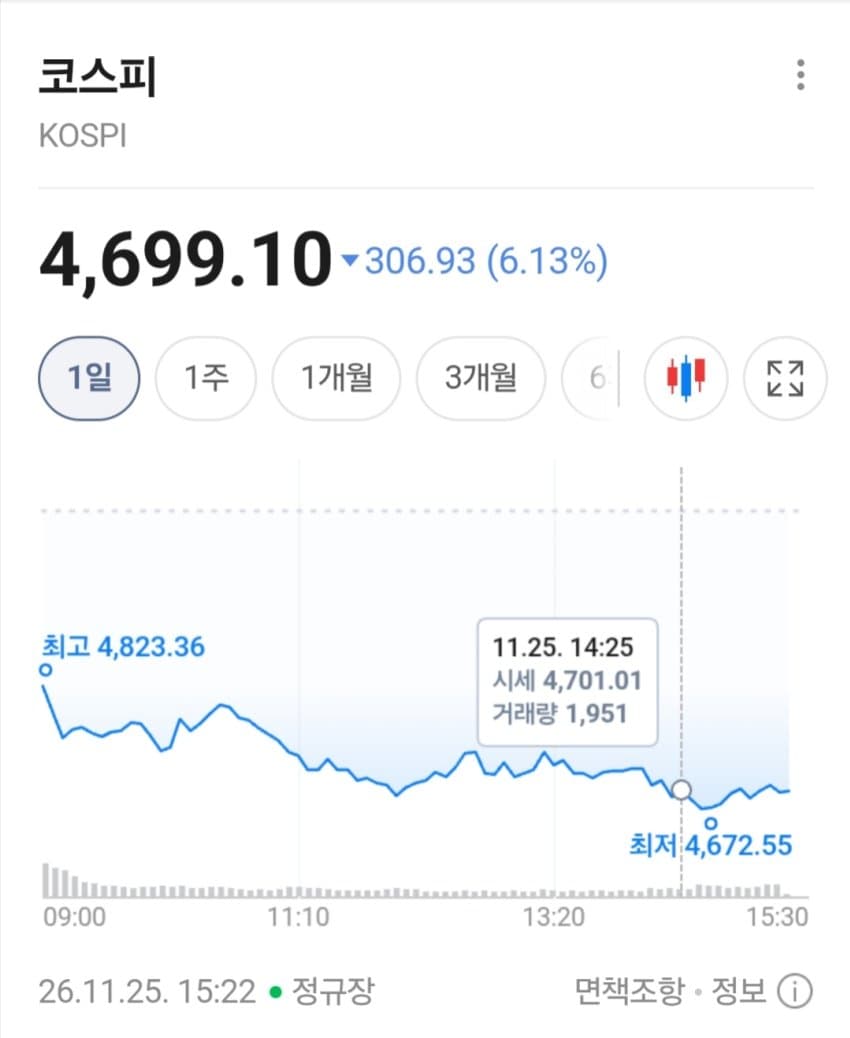 코스피
KOSPI
4,699.10 ▼306.93 (6.13%)
1일 1주 1개월 3개월 6
최고 4,823.36
11.25. 14:25
시세 4,701.01
거래량 1,951
최저 4,672.55
09:00 11:10 13:20 15:30
26.11.25. 15:22 ● 정규장 면책조항 • 정보 ⓘ